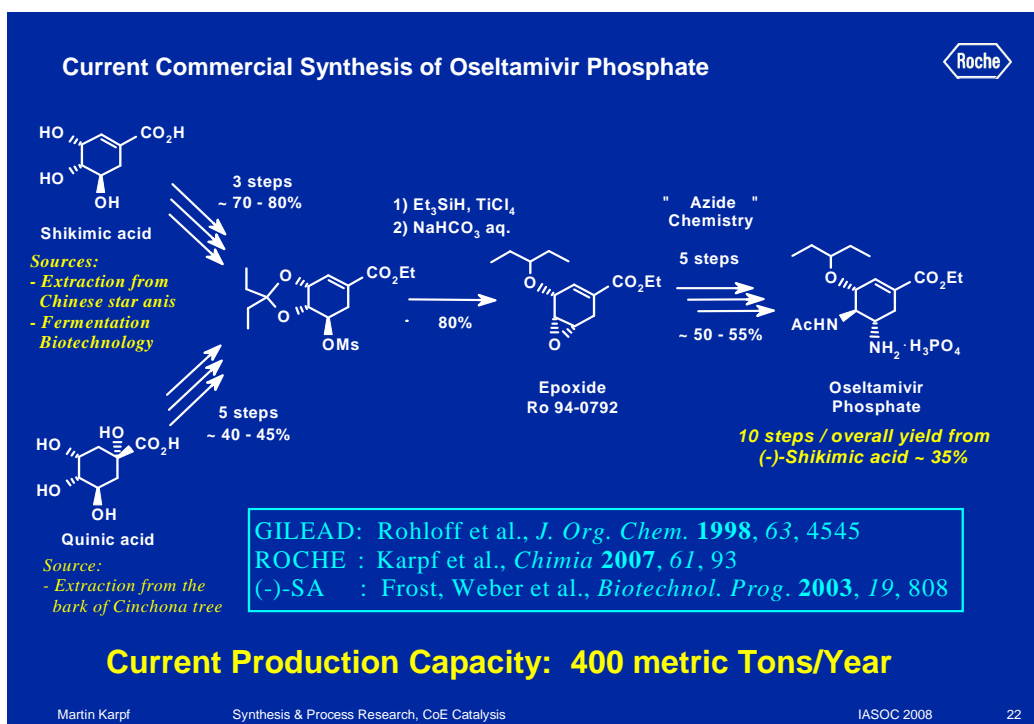 Current Commercial Synthesis of Oseltamivir Phosphate
Roche
HO
CO2H
HO
OH
Shikimic acid
Sources:
- Extraction from
Chinese star anis
- Fermentation
Biotechnology
3 steps
~ 70 - 80%
O
O
CO2Et
OMs
1) Et3SiH, TiCl4
2) NaHCO3 aq.
- 80%
O
CO2Et
O
Epoxide
Ro 94-0792
" Azide "
Chemistry
5 steps
~ 50 - 55%
O
CO2Et
AcHN
NH2·H3PO4
Oseltamivir
Phosphate
10 steps / overall yield from
(-)-Shikimic acid ~ 35%
5 steps
~ 40 - 45%
HO
HO
CO2H
HO
OH
Quinic acid
Source:
- Extraction from the
bark of Cinchona tree
GILEAD: Rohloff et al., J. Org. Chem. 1998, 63, 4545
ROCHE : Karpf et al., Chimia 2007, 61, 93
(-)-SA : Frost, Weber et al., Biotechnol. Prog. 2003, 19, 808
Current Production Capacity: 400 metric Tons/Year
Martin Karpf Synthesis & Process Research, CoE Catalysis IASOC 2008 22